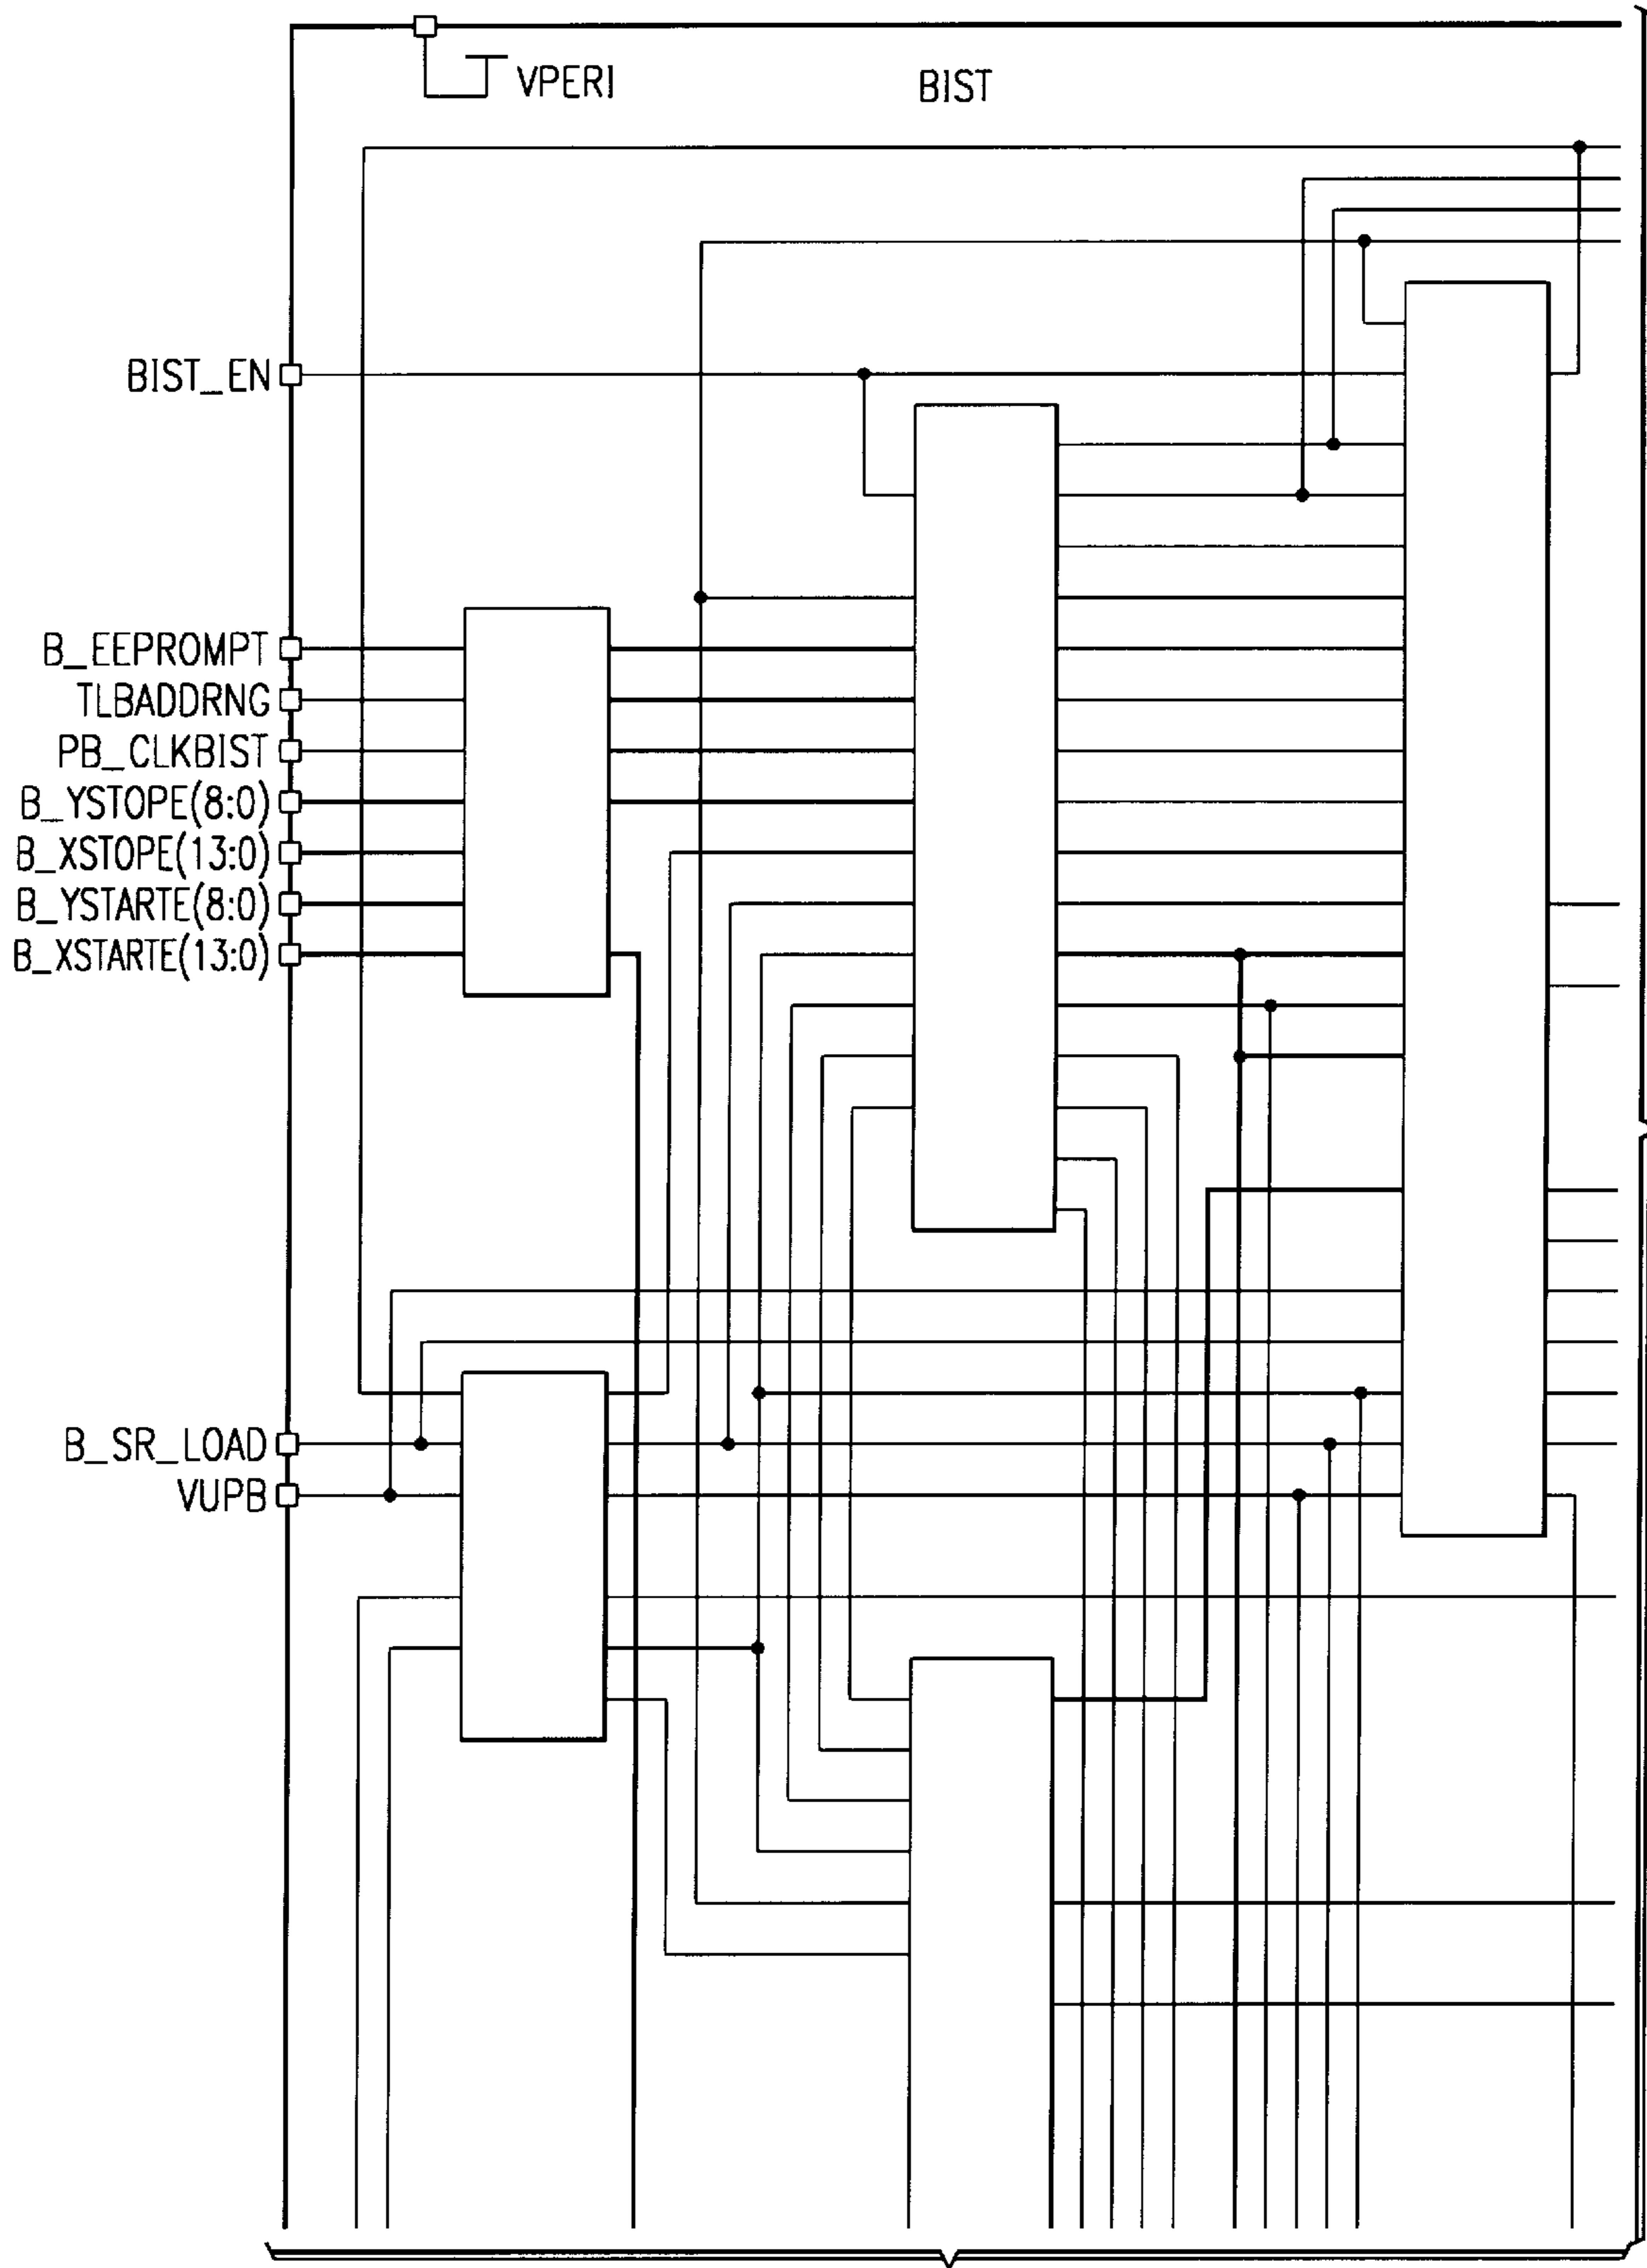 VPERI
BIST
BIST_EN
B_EEPROMPT
TLBADDRNG
PB_CLKBIST
B_YSTOPE(8:0)
B_XSTOPE(13:0)
B_YSTARTE(8:0)
B_XSTARTE(13:0)
B_SR_LOAD
VUPB